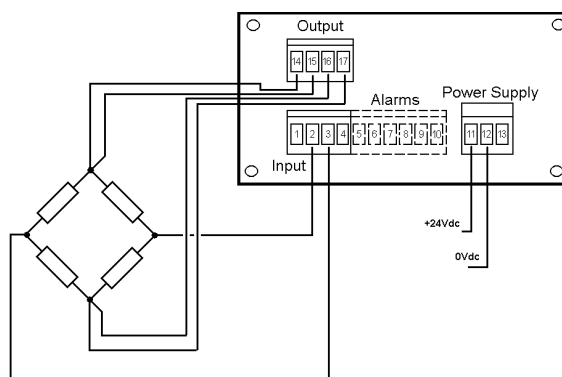 Output
14 15 16 17
Alarms
Power Supply
1 2 3 4 5 6 7 8 9 10
11 12 13
Input
+24Vdc
0Vdc